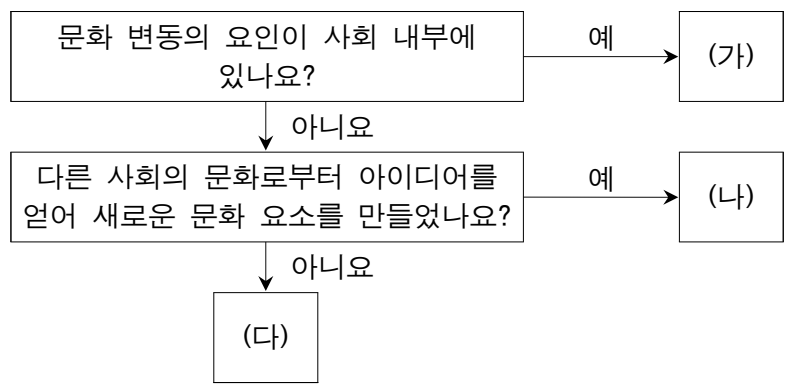 문화 변동의 요인이 사회 내부에
있나요?
예
(가)
아니요
다른 사회의 문화로부터 아이디어를
얻어 새로운 문화 요소를 만들었나요?
예
(나)
아니요
(다)